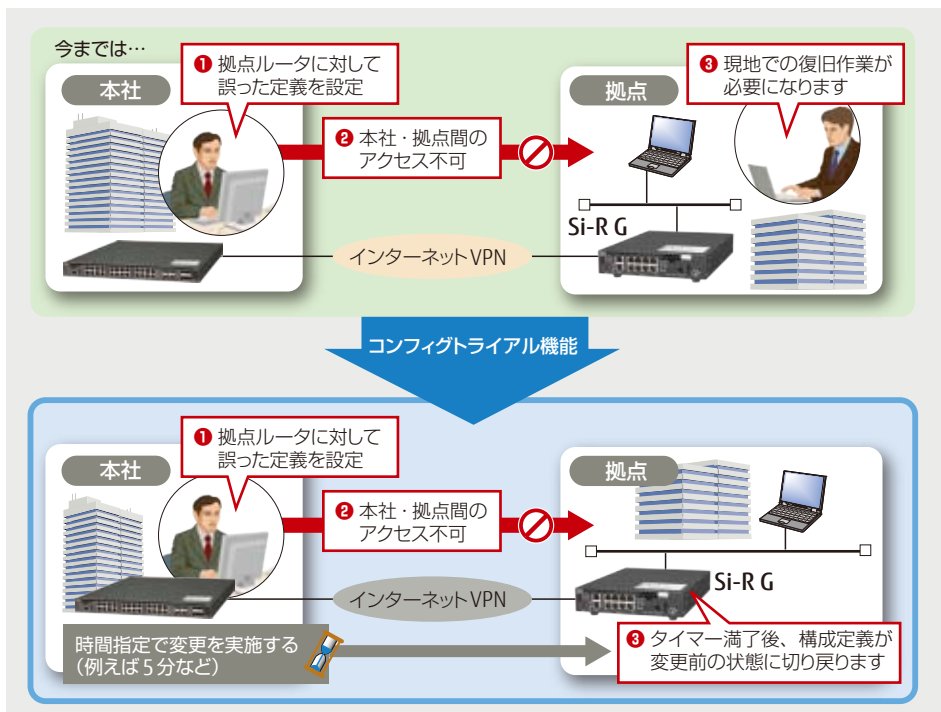 今までは…
本社
❶ 拠点ルータに対して
誤った定義を設定
❷ 本社・拠点間の
アクセス不可
拠点
❸ 現地での復旧作業が
必要になります
Si-R G
インターネットVPN
コンフィグトライアル機能
本社
❶ 拠点ルータに対して
誤った定義を設定
❷ 本社・拠点間の
アクセス不可
拠点
インターネットVPN
Si-R G
時間指定で変更を実施する
（例えば5分など）
❸ タイマー満了後、構成定義が
変更前の状態に切り戻ります